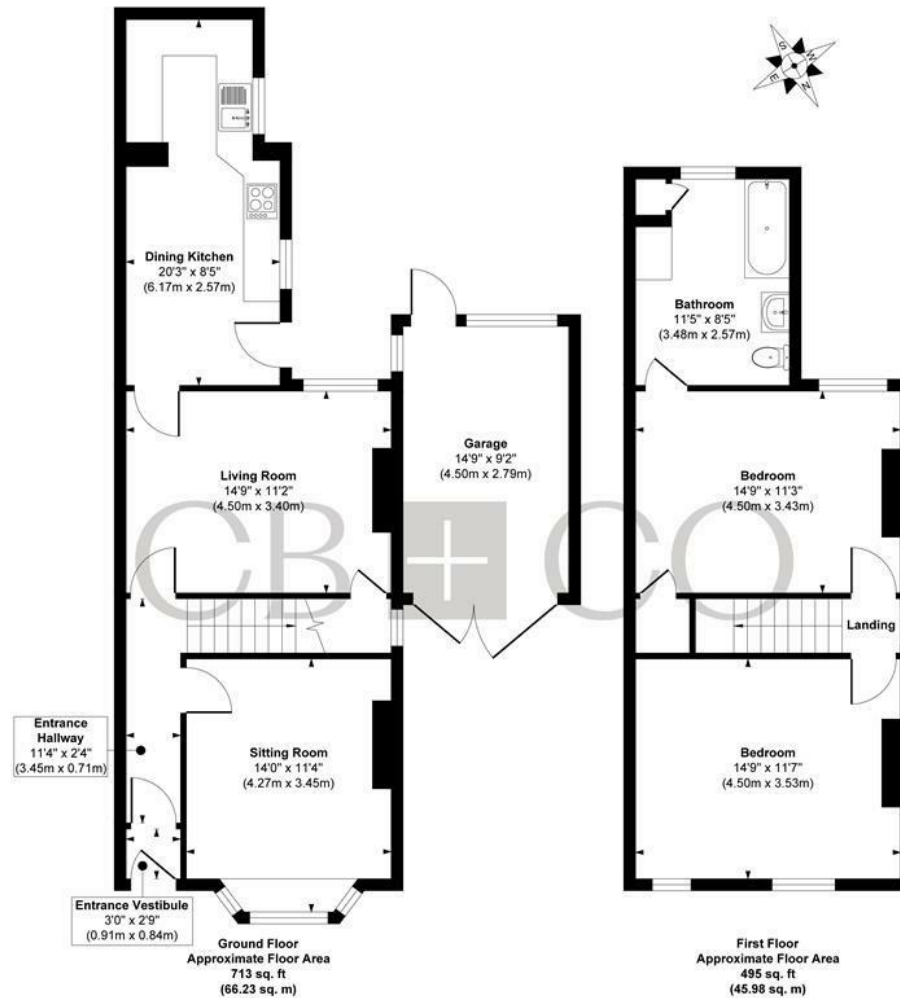 S
W
E
N
Dining Kitchen
20'3" x 8'5"
(6.17m x 2.57m)
Bathroom
11'5" x 8'5"
(3.48m x 2.57m)
Garage
14'9" x 9'2"
(4.50m x 2.79m)
Living Room
14'9" x 11'2"
(4.50m x 3.40m)
Bedroom
14'9" x 11'3"
(4.50m x 3.43m)
CB + CO
Landing
Entrance
Hallway
11'4" x 2'4"
(3.45m x 0.71m)
Sitting Room
14'0" x 11'4"
(4.27m x 3.45m)
Bedroom
14'9" x 11'7"
(4.50m x 3.53m)
Entrance Vestibule
3'0" x 2'9"
(0.91m x 0.84m)
Ground Floor
Approximate Floor Area
713 sq. ft
(66.23 sq. m)
First Floor
Approximate Floor Area
495 sq. ft
(45.98 sq. m)